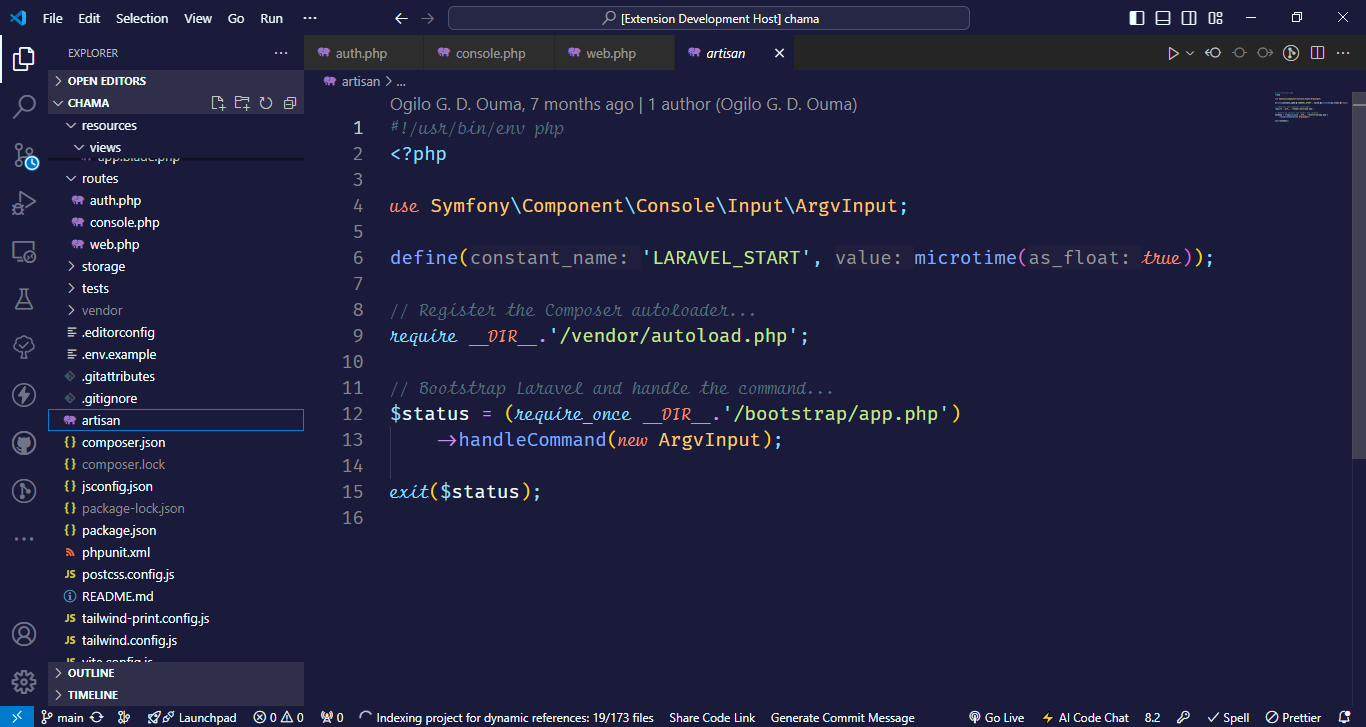 File Edit Selection View Go Run ··· [Extension Development Host] chama
EXPLORER
OPEN EDITORS
CHAMA
resources
views
app.blade.php
routes
auth.php
console.php
web.php
storage
tests
vendor
.editorconfig
.env.example
.gitattributes
.gitignore
artisan
{} composer.json
{} composer.lock
{} jsconfig.json
{} package-lock.json
{} package.json
phpunit.xml
JS postcss.config.js
README.md
JS tailwind-print.config.js
JS tailwind.config.js
JS vite.config.js
OUTLINE
TIMELINE
auth.php console.php web.php artisan
artisan > ...
Ogilo G. D. Ouma, 7 months ago | 1 author (Ogilo G. D. Ouma)
1 #!/usr/bin/env php
2 <?php
3
4 use Symfony\Component\Console\Input\ArgvInput;
5
6 define(constant_name: 'LARAVEL_START', value: microtime(as_float: true));
7
8 // Register the Composer autoloader...
9 require __DIR__.'/vendor/autoload.php';
10
11 // Bootstrap Laravel and handle the command...
12 $status = (require_once __DIR__.'/bootstrap/app.php')
13 ->handleCommand(new ArgvInput);
14
15 exit($status);
16
main Launchpad 0 0 0 Indexing project for dynamic references: 19/173 files Share Code Link Generate Commit Message Go Live AI Code Chat 8.2 Spell Prettier